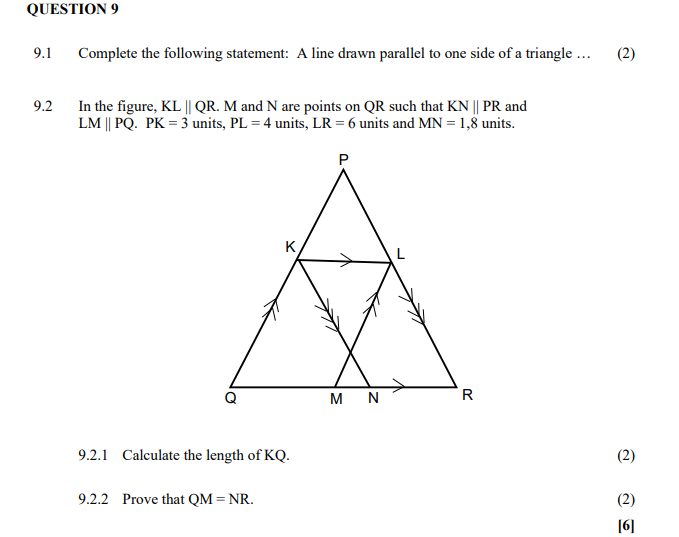 QUESTION 9
9.1 Complete the following statement: A line drawn parallel to one side of a triangle … (2)
9.2 In the figure, KL || QR. M and N are points on QR such that KN || PR and
LM || PQ. PK = 3 units, PL = 4 units, LR = 6 units and MN = 1,8 units.
P
K
L
Q
M
N
R
9.2.1 Calculate the length of KQ. (2)
9.2.2 Prove that QM = NR. (2)
[6]